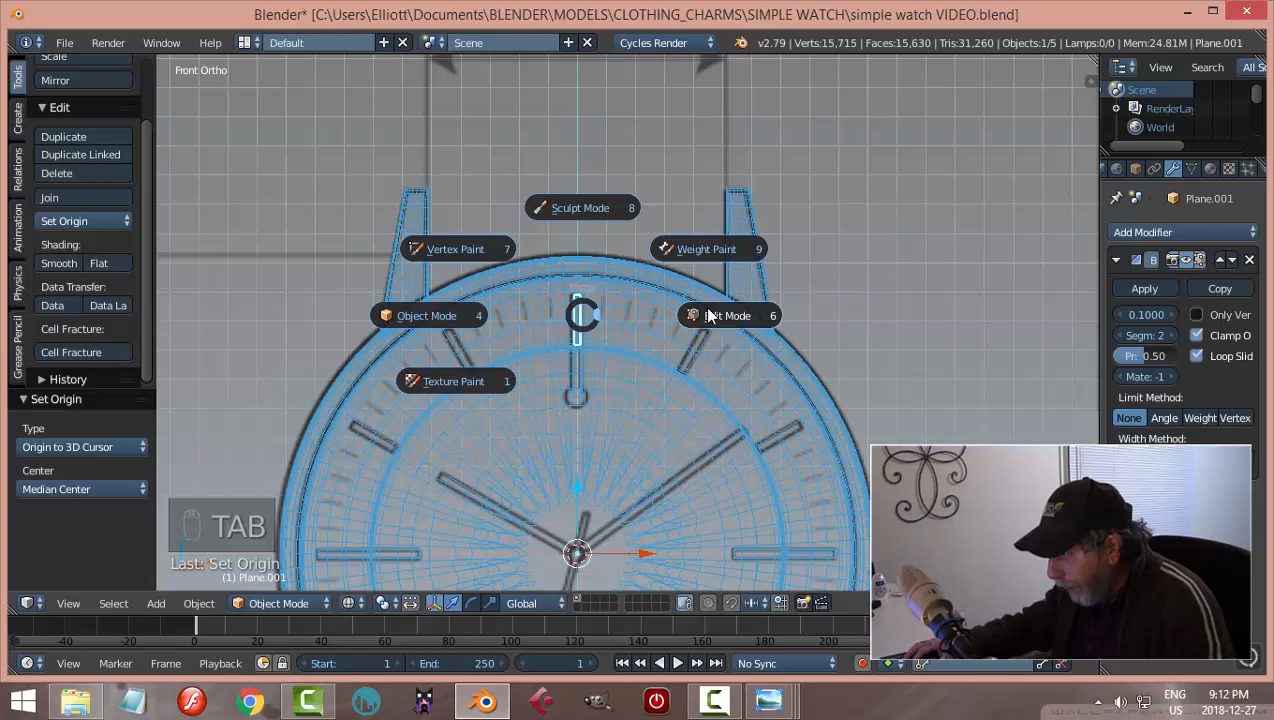 Blender* [C:\Users\Elliott\Documents\BLENDER\MODELS\CLOTHING_CHARMS\SIMPLE WATCH\simple watch VIDEO.blend]
File Render Window Help Default Scene Cycles Render v2.79 | Verts:15,715 | Faces:15,630 | Tris:31,260 | Objects:1/5 | Lamps:0/0 | Mem:24.81M | Plane.001
Scale
Mirror
Edit
Duplicate
Duplicate Linked
Delete
Join
Set Origin
Shading:
Smooth Flat
Data Transfer:
Data Data La
Cell Fracture:
Cell Fracture
History
Set Origin
Type
Origin to 3D Cursor
Center
Median Center
Tools
Create
Relations
Animation
Physics
Grease Pencil
Front Ortho
Sculpt Mode 8
Vertex Paint 7
Weight Paint 9
Object Mode 4
Edit Mode 6
Texture Paint 1
TAB
Last: Set Origin
(1) Plane.001
View Search All S
Scene
RenderLay
World
Plane.001
Add Modifier
B
Apply Copy
0.1000 Only Ver
Segm: 2 Clamp O
Pr: 0.50 Loop Slid
Mate: -1
Limit Method:
None Angle Weight Vertex
Width Method:
View Select Add Object Object Mode Global
-40 -20 0 20 40 60 80 100 120 140 160 180 200
View Marker Frame Playback Start: 1 End: 250 1 No Sync
ENG 9:12 PM
US 2018-12-27